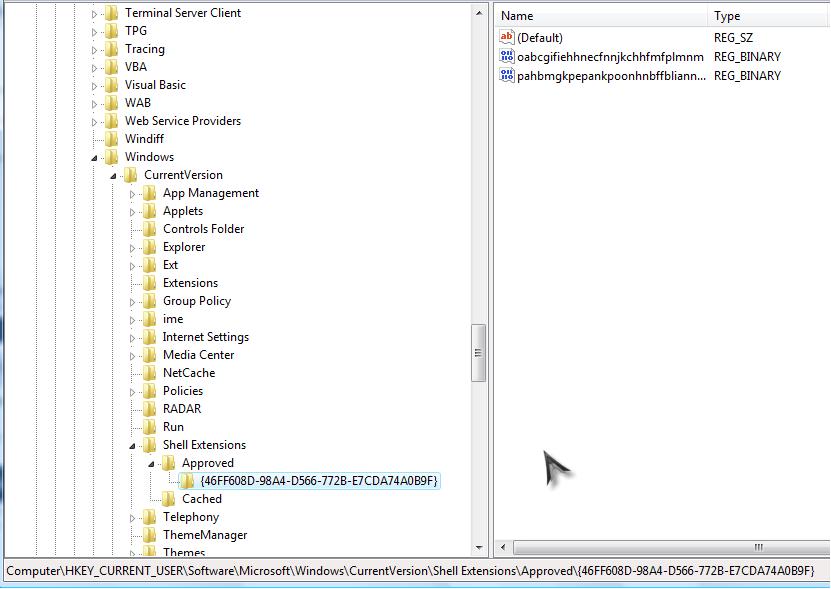 Terminal Server Client
TPG
Tracing
VBA
Visual Basic
WAB
Web Service Providers
Windiff
Windows
CurrentVersion
App Management
Applets
Controls Folder
Explorer
Ext
Extensions
Group Policy
ime
Internet Settings
Media Center
NetCache
Policies
RADAR
Run
Shell Extensions
Approved
{46FF608D-98A4-D566-772B-E7CDA74A0B9F}
Cached
Telephony
ThemeManager
Themes
Name Type
(Default) REG_SZ
oabcgifiehhnecfnnjkchhfmfplmnm REG_BINARY
pahbmgkpepankpoonhnbffbliann... REG_BINARY
Computer\HKEY_CURRENT_USER\Software\Microsoft\Windows\CurrentVersion\Shell Extensions\Approved\{46FF608D-98A4-D566-772B-E7CDA74A0B9F}